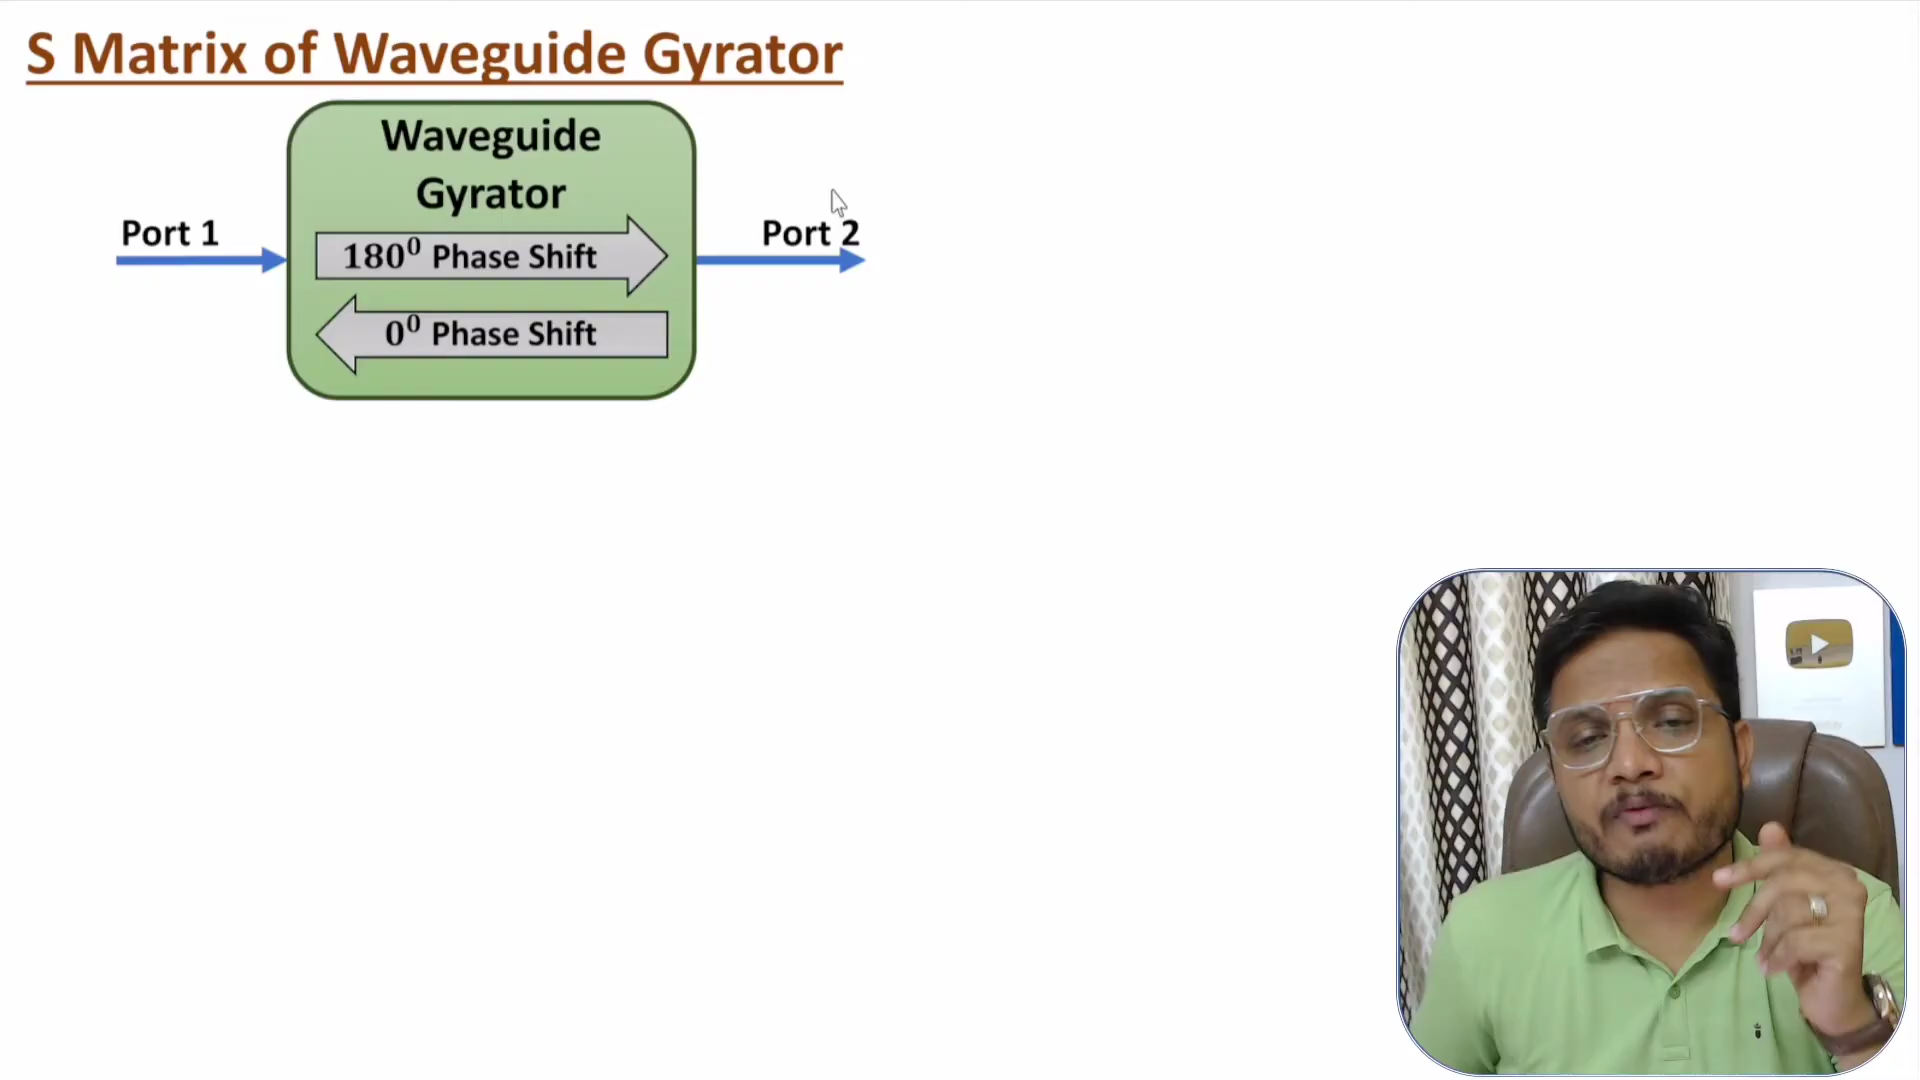 S Matrix of Waveguide Gyrator
Waveguide
Gyrator
Port 1
180⁰ Phase Shift
Port 2
0⁰ Phase Shift